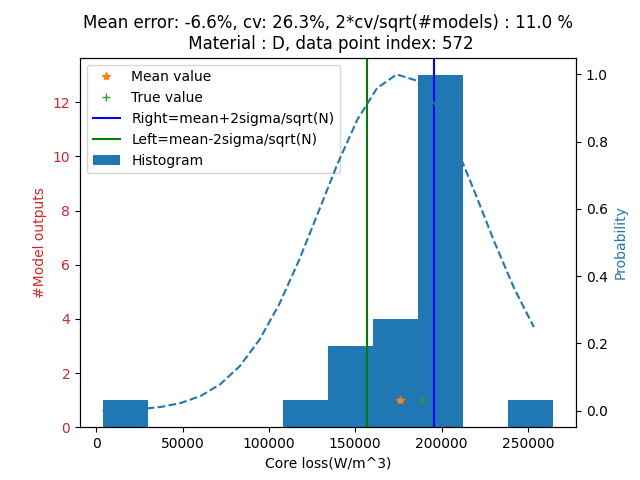 Mean error: -6.6%, cv: 26.3%, 2*cv/sqrt(#models) : 11.0 %
Material : D, data point index: 572
Mean value
True value
Right=mean+2sigma/sqrt(N)
Left=mean-2sigma/sqrt(N)
Histogram
#Model outputs
0
2
4
6
8
10
12
0
50000
100000
150000
200000
250000
Core loss(W/m^3)
0.0
0.2
0.4
0.6
0.8
1.0
Probability